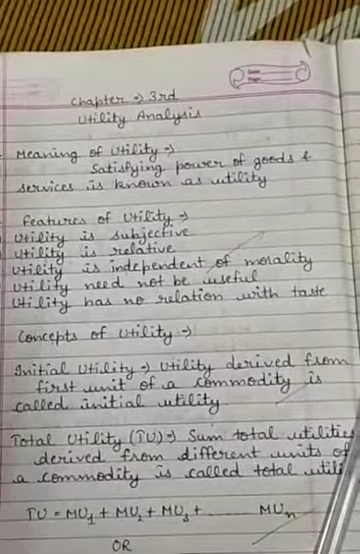 Date
Page
Chapter → 3rd
Utility Analysis
Meaning of Utility →
Satisfying power of goods &
services is known as utility
Features of Utility →
Utility is subjective
Utility is relative
Utility is independent of morality
Utility need not be useful
Utility has no relation with taste
Concepts of Utility →
Initial Utility → Utility derived from
first unit of a commodity is
called initial utility.
Total Utility (TU) → Sum total utilities
derived from different units of
a commodity is called total utili
TU = MU1 + MU2 + MU3 + MUn
OR